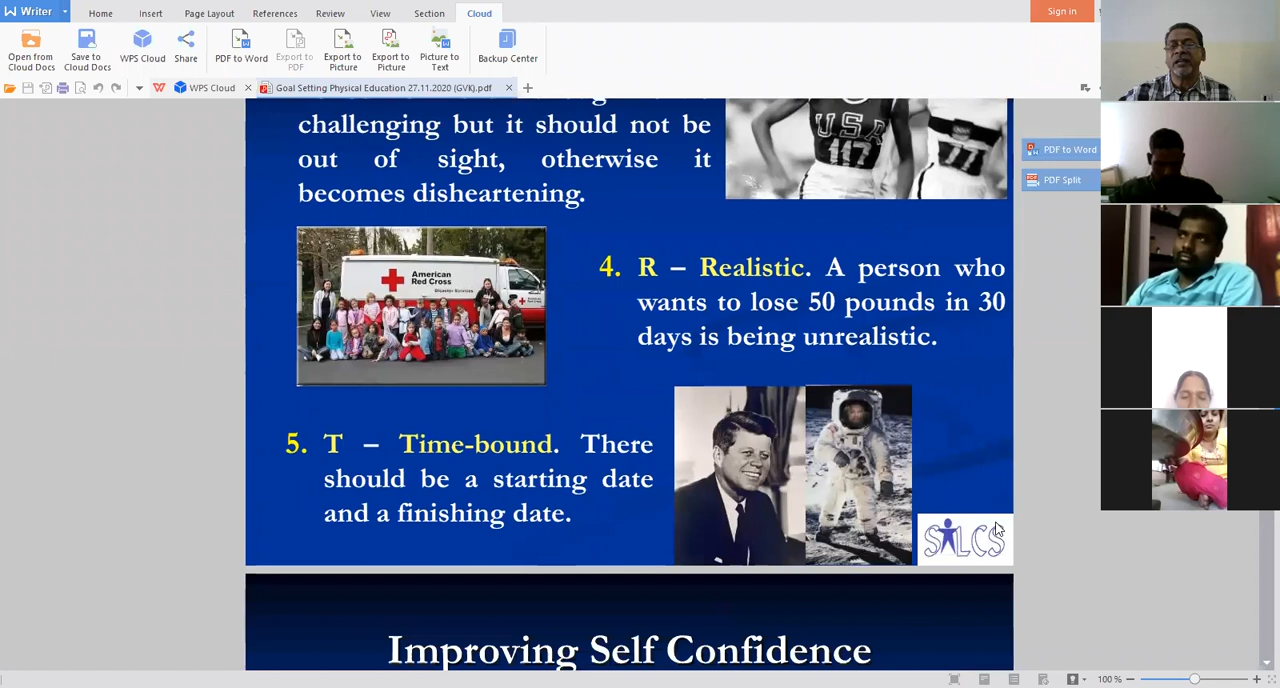 Writer
Home
Insert
Page Layout
References
Review
View
Section
Cloud
Sign in
Open from
Cloud Docs
Save to
Cloud Docs
WPS Cloud
Share
PDF to Word
Export to
PDF
Export to
Picture
Export to
Picture
Picture to
Text
Backup Center
WPS Cloud
Goal Setting Physical Education 27.11.2020 (GVK).pdf
challenging but it should not be
out of sight, otherwise it
becomes disheartening.
USA
117
77
PDF to Word
PDF Split
American
Red Cross
Disaster Services
4. R – Realistic. A person who
wants to lose 50 pounds in 30
days is being unrealistic.
5. T – Time-bound. There
should be a starting date
and a finishing date.
SALCS
Improving Self Confidence
100 %